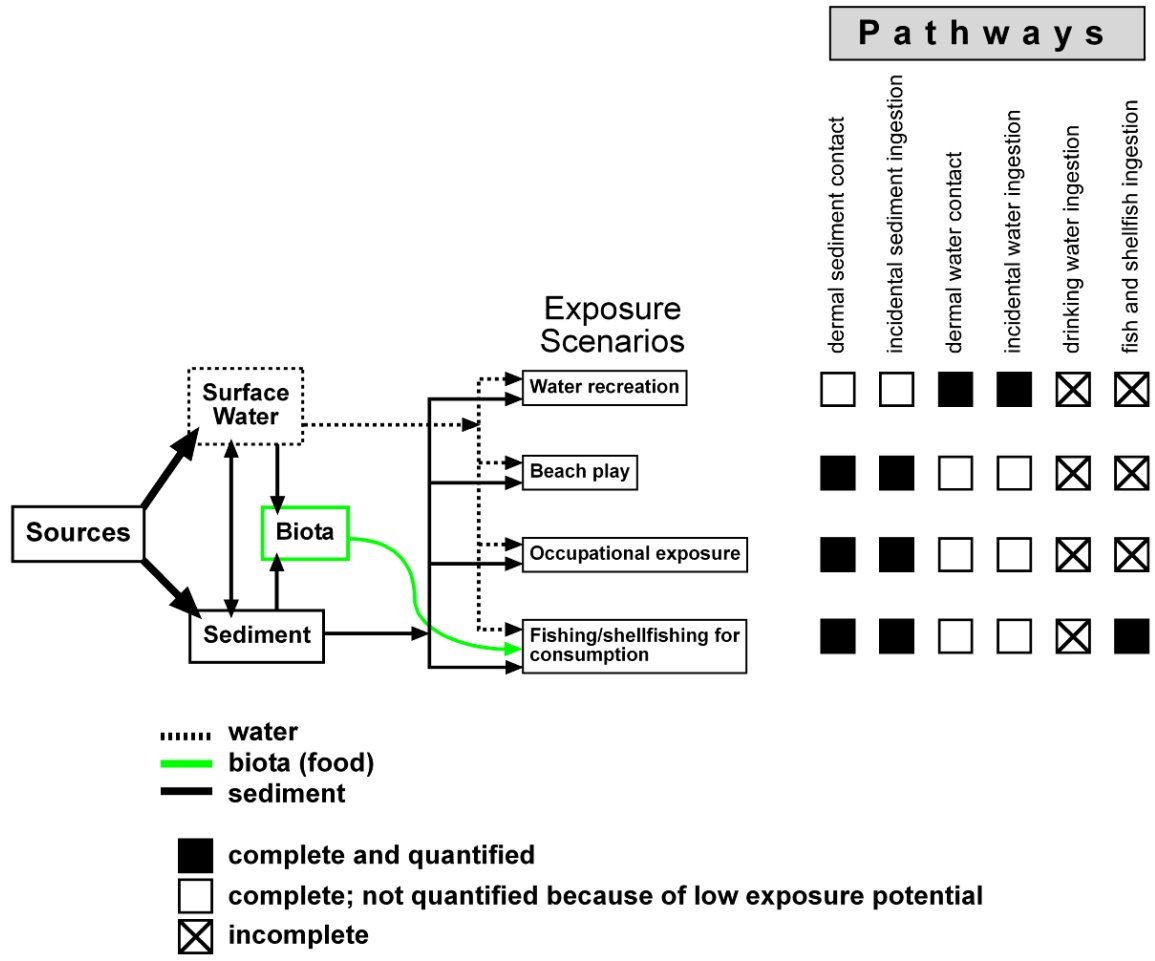 Pathways
dermal sediment contact
incidental sediment ingestion
dermal water contact
incidental water ingestion
drinking water ingestion
fish and shellfish ingestion
Exposure
Scenarios
Surface
Water
Water recreation
Beach play
Sources
Biota
Occupational exposure
Sediment
Fishing/shellfishing for
consumption
water
biota (food)
sediment
complete and quantified
complete; not quantified because of low exposure potential
incomplete